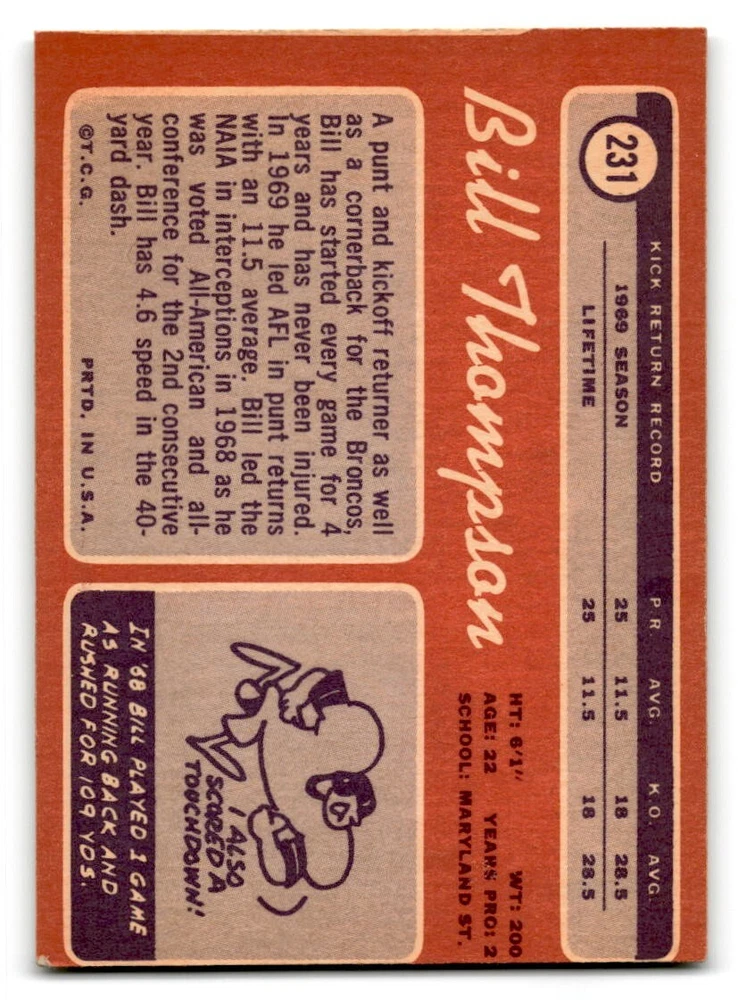 231
KICK RETURN RECORD P.R. AVG. K.O. AVG.
1969 SEASON 25 11.5 18 28.5
LIFETIME 25 11.5 18 28.5
Bill Thompson
HT: 6/1" WT: 200
AGE: 22 YEARS PRO: 2
SCHOOL: MARYLAND ST.
A punt and kickoff returner as well
as a cornerback for the Broncos,
Bill has started every game for 4
years and has never been injured.
In 1969 he led AFL in punt returns
with an 11.5 average. Bill led the
NAIA in interceptions in 1968 as he
was voted All-American and all-
conference for the 2nd consecutive
year. Bill has 4.6 speed in the 40-
yard dash.
©T.C.G. PRTD. IN U.S.A.
I ALSO
SCORED A
TOUCHDOWN!
IN '68 BILL PLAYED 1 GAME
AS RUNNING BACK AND
RUSHED FOR 109 YDS.